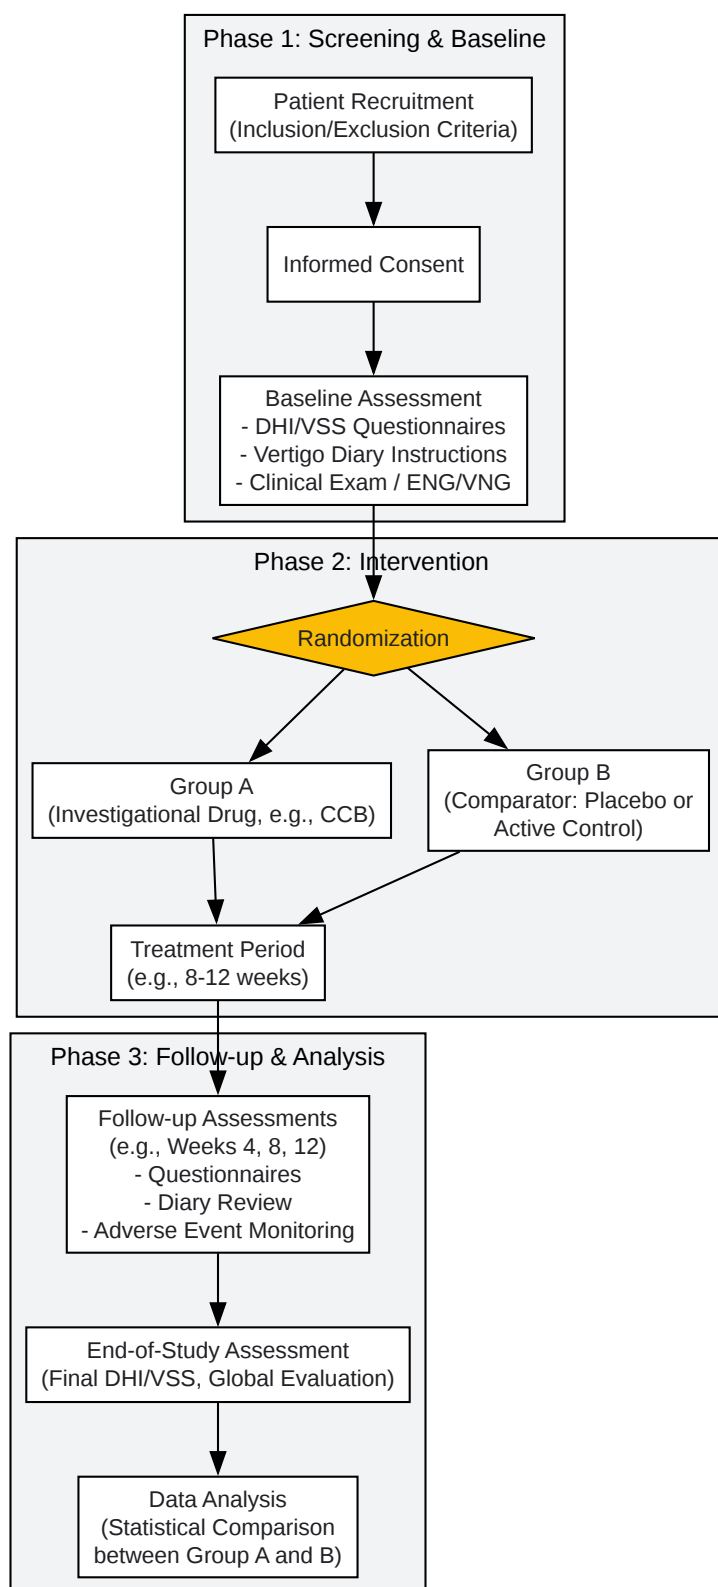 Phase 1: Screening & Baseline
Patient Recruitment
(Inclusion/Exclusion Criteria)
Informed Consent
Baseline Assessment
- DHI/VSS Questionnaires
- Vertigo Diary Instructions
- Clinical Exam / ENG/VNG
Phase 2: Intervention
Randomization
Group A
(Investigational Drug, e.g., CCB)
Group B
(Comparator: Placebo or
Active Control)
Treatment Period
(e.g., 8-12 weeks)
Phase 3: Follow-up & Analysis
Follow-up Assessments
(e.g., Weeks 4, 8, 12)
- Questionnaires
- Diary Review
- Adverse Event Monitoring
End-of-Study Assessment
(Final DHI/VSS, Global Evaluation)
Data Analysis
(Statistical Comparison
between Group A and B)